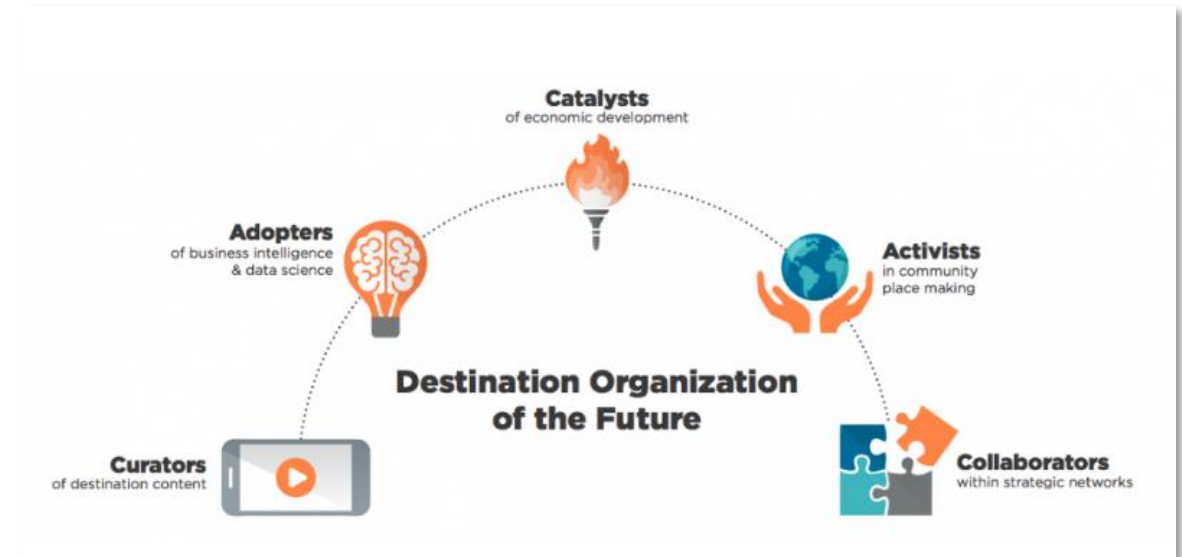 Catalysts
of economic development
Adopters
of business intelligence
& data science
Activists
in community
place making
Destination Organization
of the Future
Curators
of destination content
Collaborators
within strategic networks